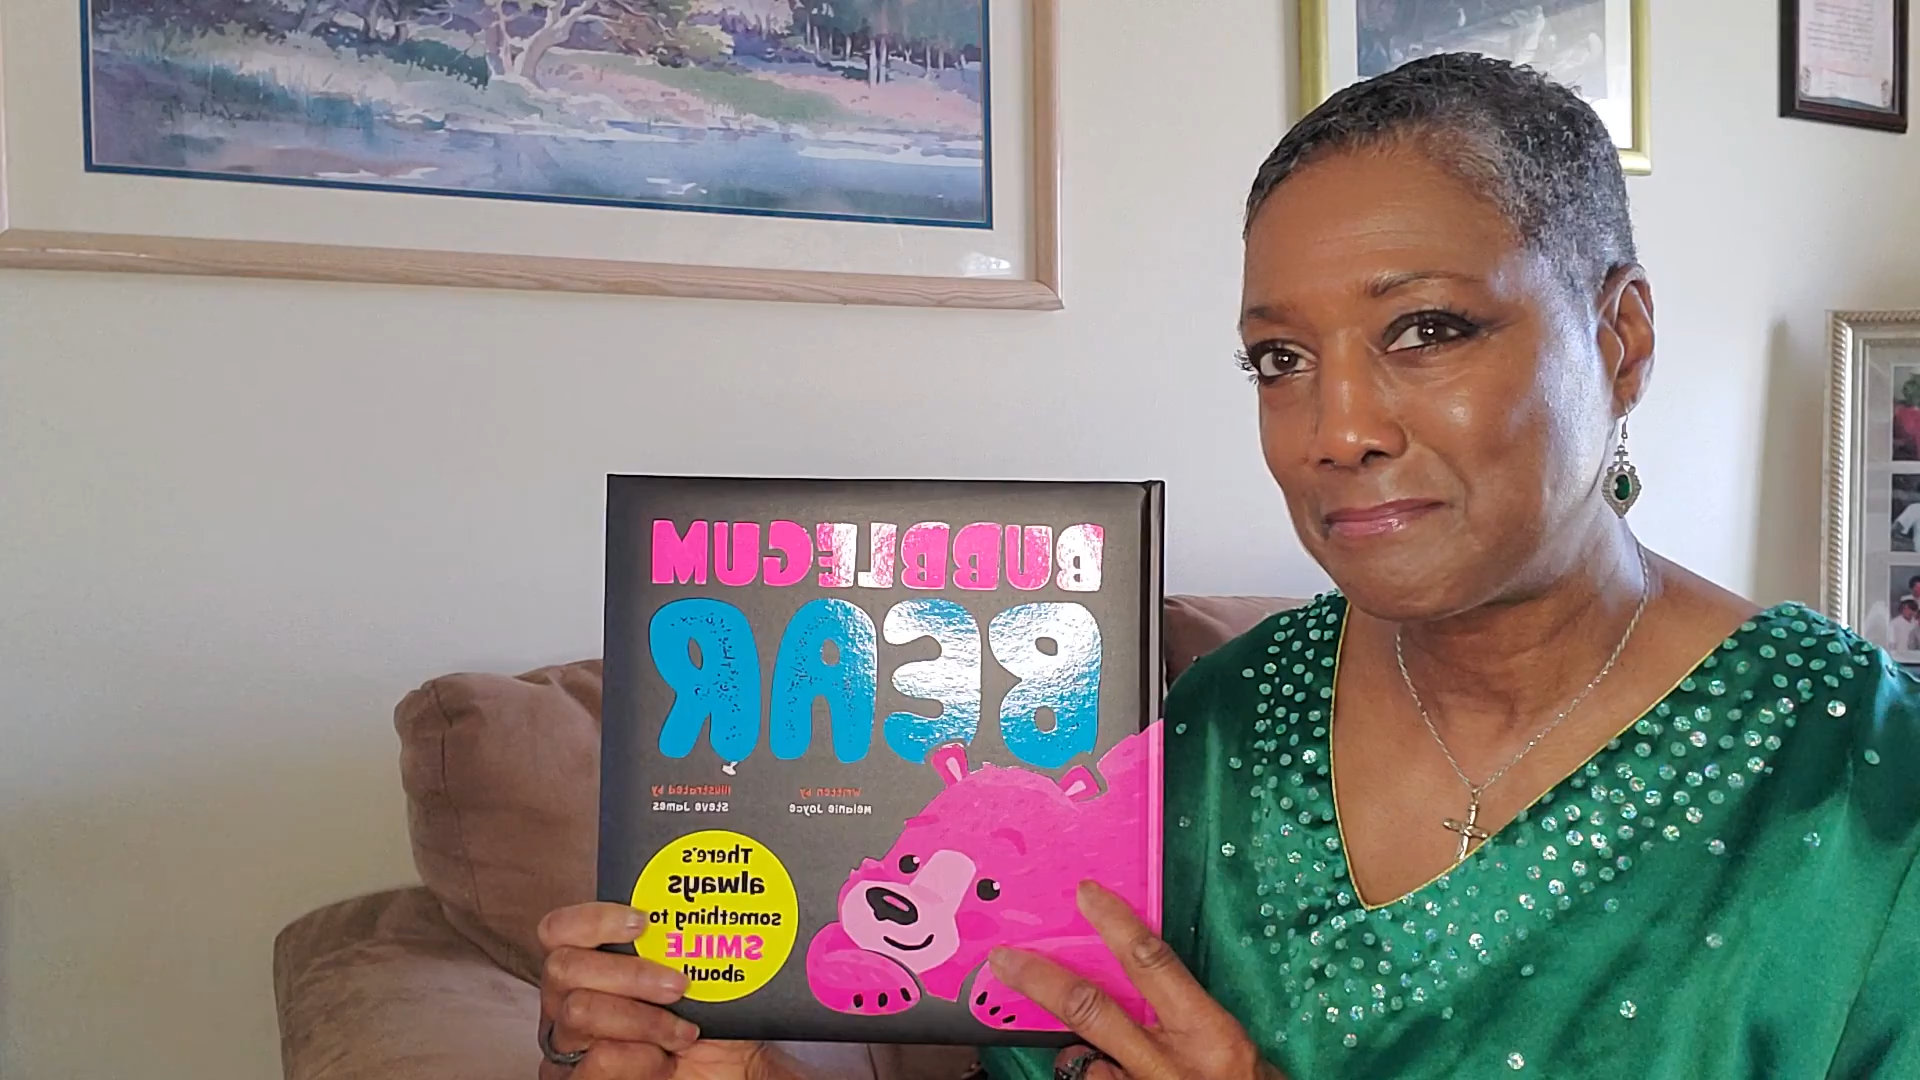 BUBBLEGUM
BEAR
Written by
Melanie Joyce
Illustrated by
Steve James
There's
always
something to
SMILE
about!